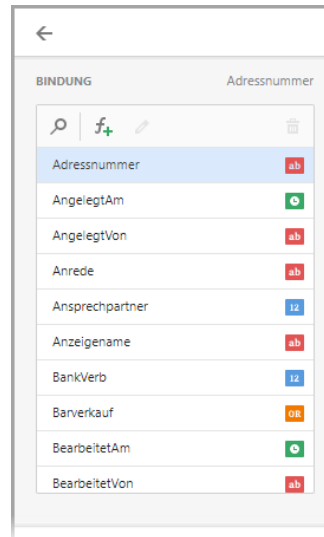 BINDUNG Adressnummer
f+
Adressnummer ab
AngelegtAm
AngelegtVon ab
Anrede ab
Ansprechpartner 12
Anzeigename ab
BankVerb 12
Barverkauf OR
BearbeitetAm
BearbeitetVon ab